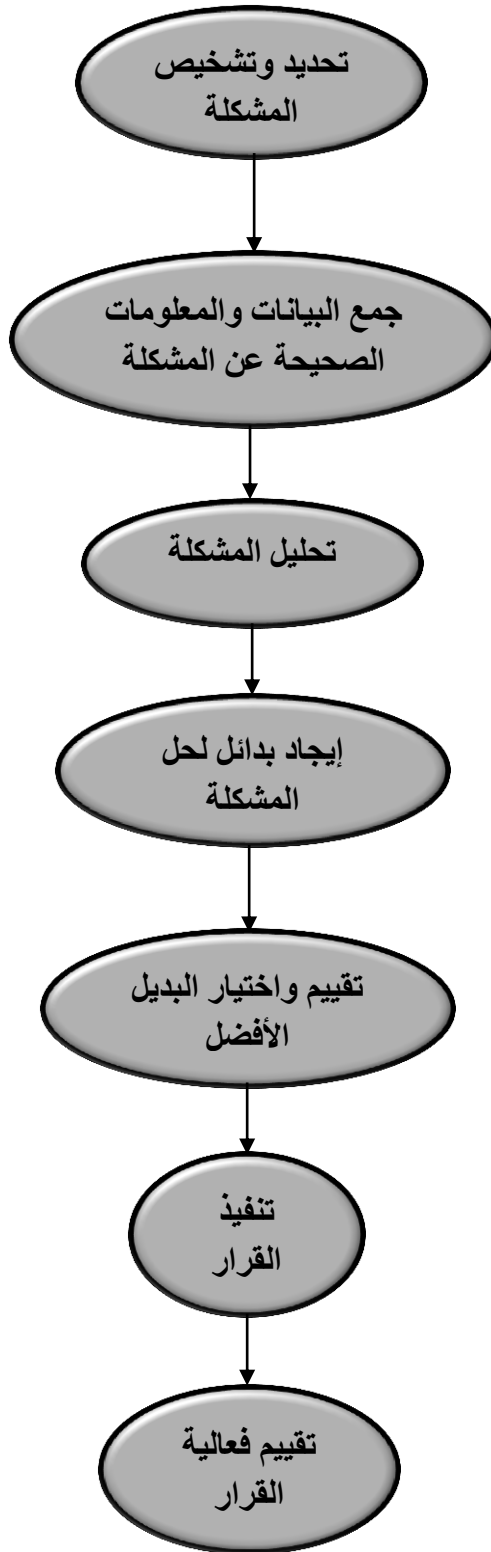 تحديد وتشخيص
المشكلة
جمع البيانات والمعلومات
الصحيحة عن المشكلة
تحليل المشكلة
إيجاد بدائل لحل
المشكلة
تقييم واختيار البديل
الأفضل
تنفيذ
القرار
تقييم فعالية
القرار